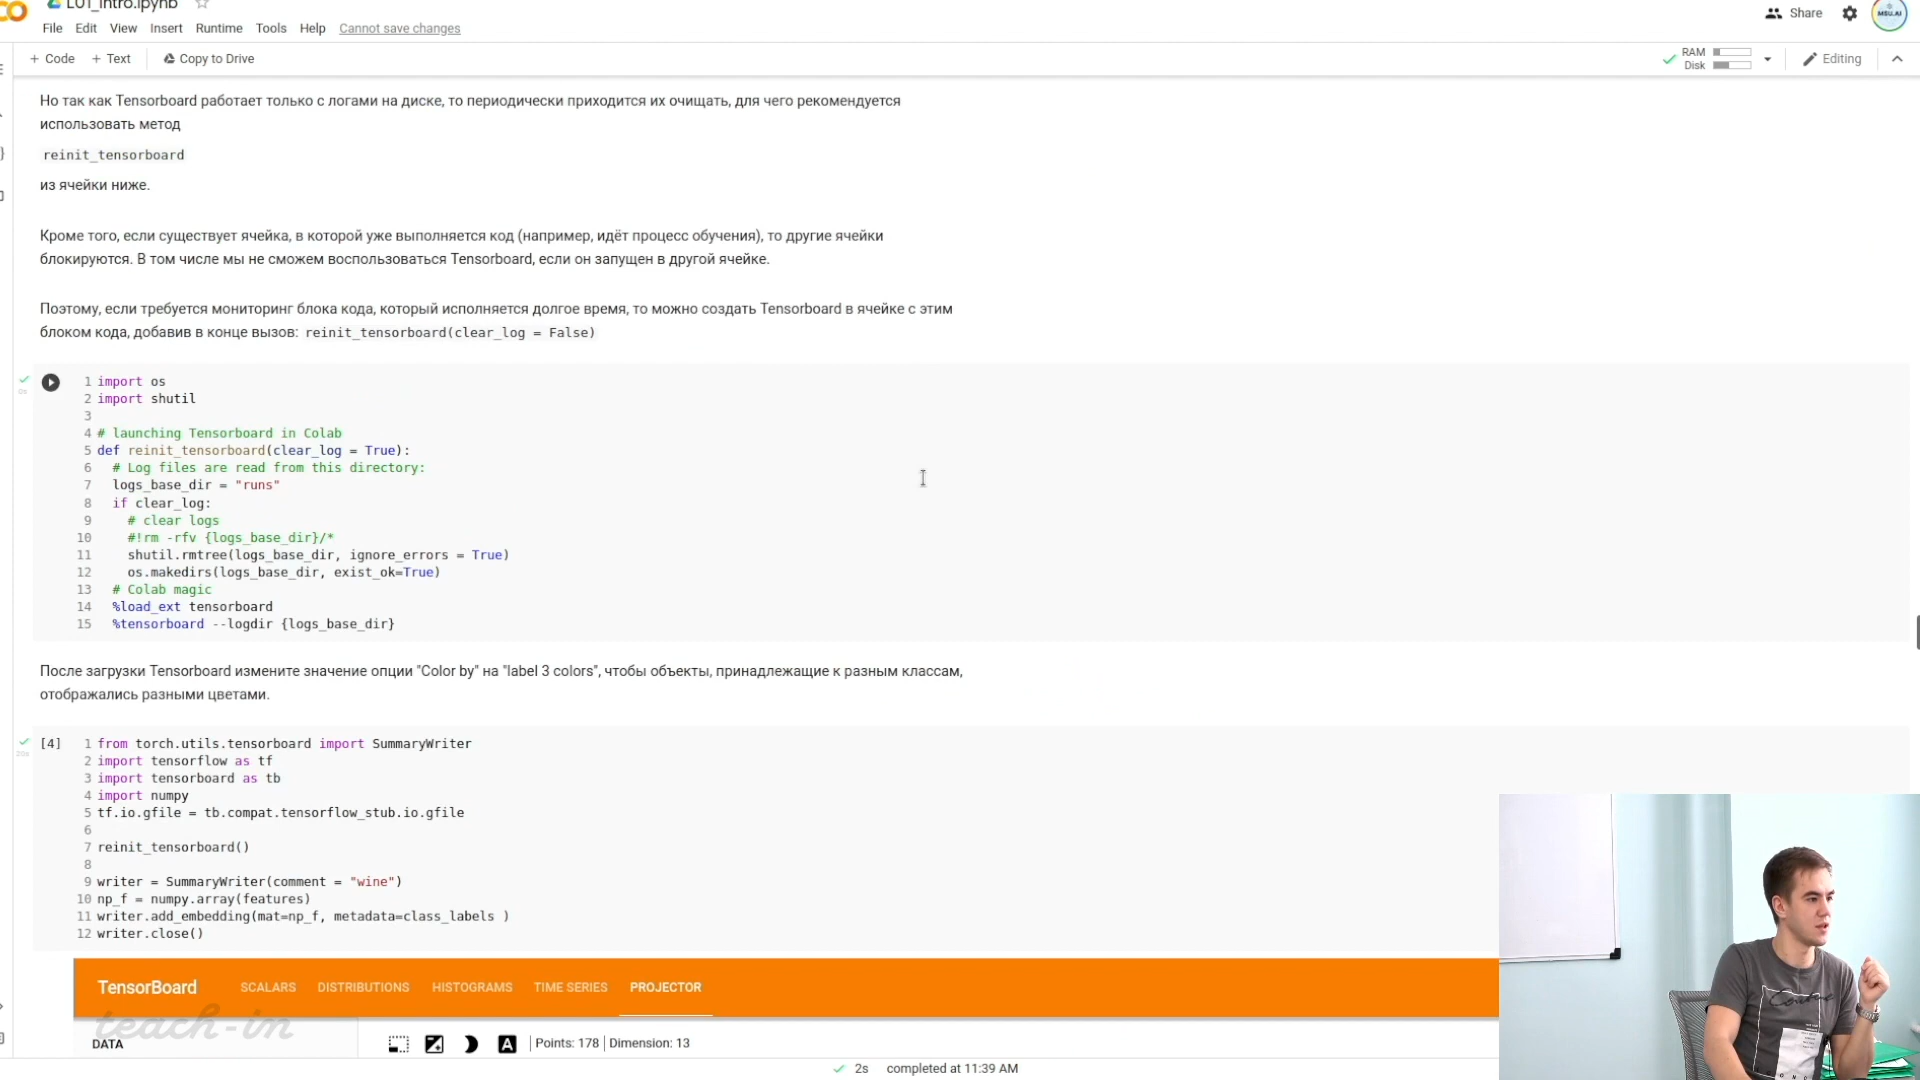 L01_Intro.ipynb
File Edit View Insert Runtime Tools Help Cannot save changes
Share
MSU.AI
+ Code + Text Copy to Drive
RAM
Disk
Editing
Но так как Tensorboard работает только с логами на диске, то периодически приходится их очищать, для чего рекомендуется
использовать метод
reinit_tensorboard
из ячейки ниже.
Кроме того, если существует ячейка, в которой уже выполняется код (например, идёт процесс обучения), то другие ячейки
блокируются. В том числе мы не сможем воспользоваться Tensorboard, если он запущен в другой ячейке.
Поэтому, если требуется мониторинг блока кода, который исполняется долгое время, то можно создать Tensorboard в ячейке с этим
блоком кода, добавив в конце вызов: reinit_tensorboard(clear_log = False)
0s
1 import os
2 import shutil
3
4 # launching Tensorboard in Colab
5 def reinit_tensorboard(clear_log = True):
6 # Log files are read from this directory:
7 logs_base_dir = "runs"
8 if clear_log:
9 # clear logs
10 #!rm -rfv {logs_base_dir}/*
11 shutil.rmtree(logs_base_dir, ignore_errors = True)
12 os.makedirs(logs_base_dir, exist_ok=True)
13 # Colab magic
14 %load_ext tensorboard
15 %tensorboard --logdir {logs_base_dir}
После загрузки Tensorboard измените значение опции "Color by" на "label 3 colors", чтобы объекты, принадлежащие к разным классам,
отображались разными цветами.
20s
[4] 1 from torch.utils.tensorboard import SummaryWriter
2 import tensorflow as tf
3 import tensorboard as tb
4 import numpy
5 tf.io.gfile = tb.compat.tensorflow_stub.io.gfile
6
7 reinit_tensorboard()
8
9 writer = SummaryWriter(comment = "wine")
10 np_f = numpy.array(features)
11 writer.add_embedding(mat=np_f, metadata=class_labels )
12 writer.close()
TensorBoard SCALARS DISTRIBUTIONS HISTOGRAMS TIME SERIES PROJECTOR
teach-in
DATA
A Points: 178 Dimension: 13
2s completed at 11:39 AM